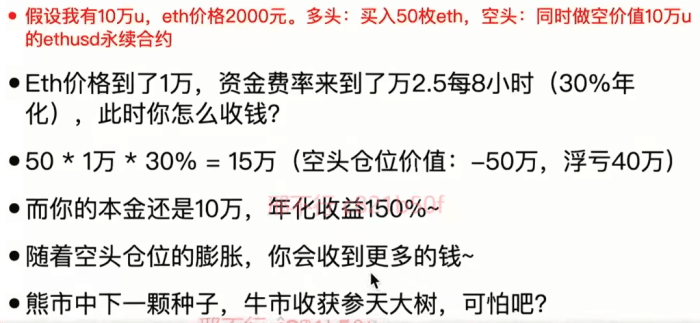 ● 假设我有10万u，eth价格2000元。多头：买入50枚eth，空头：同时做空价值10万u
的ethusd永续合约
●Eth价格到了1万，资金费率来到了万2.5每8小时（30%年
化），此时你怎么收钱？
●50 * 1万 * 30% = 15万（空头仓位价值：-50万，浮亏40万）
●而你的本金还是10万，年化收益150%~
●随着空头仓位的膨胀，你会收到更多的钱~
●熊市中下一颗种子，牛市收获参天大树，可怕吧？